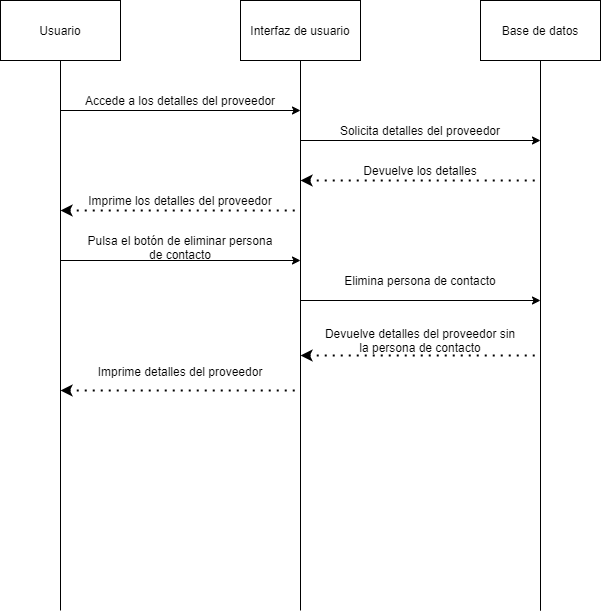 Usuario
Interfaz de usuario
Base de datos
Accede a los detalles del proveedor
Solicita detalles del proveedor
Devuelve los detalles
Imprime los detalles del proveedor
Pulsa el botón de eliminar persona
de contacto
Elimina persona de contacto
Devuelve detalles del proveedor sin
la persona de contacto
Imprime detalles del proveedor